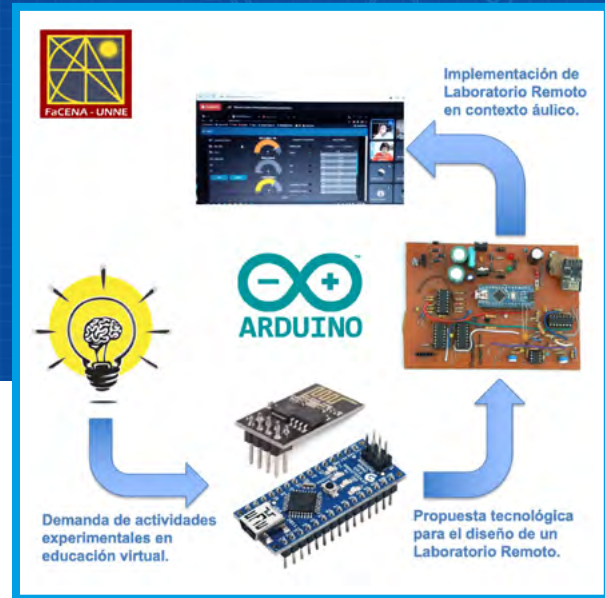 FaCENA - UNNE
Implementación de
Laboratorio Remoto
en contexto áulico.
ARDUINO
TM
Demanda de actividades
experimentales en
educación virtual.
Propuesta tecnológica
para el diseño de un
Laboratorio Remoto.